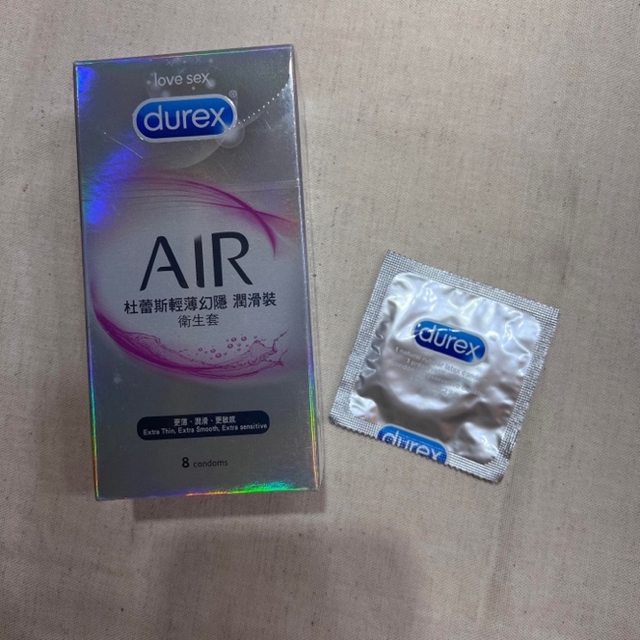 love sex
durex®
AIR
杜蕾斯輕薄幻隱 潤滑裝
衛生套
更薄、潤滑、更敏感
Extra Thin, Extra Smooth, Extra sensitive
8 condoms
durex
durex